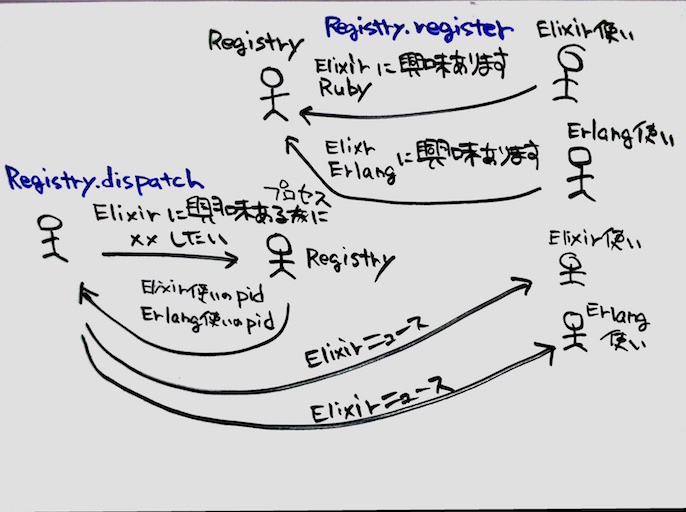 Registry
Registry.register
Elixir使い
Elixirに興味あります
Ruby
Elixr
Erlangに興味あります
Erlang使い
Registry.dispatch
プロセス
Elixirに興味ある
に
××したい
Registry
Elixir使いのpid
Erlang使いのpid
Elixir使い
Elixirニュース
Erlang
使い
Elixirニュース